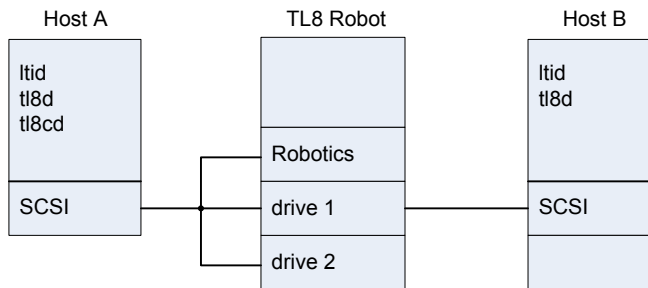 Host A
TL8 Robot
Host B
ltid
tl8d
tl8cd
ltid
tl8d
Robotics
SCSI
drive 1
SCSI
drive 2